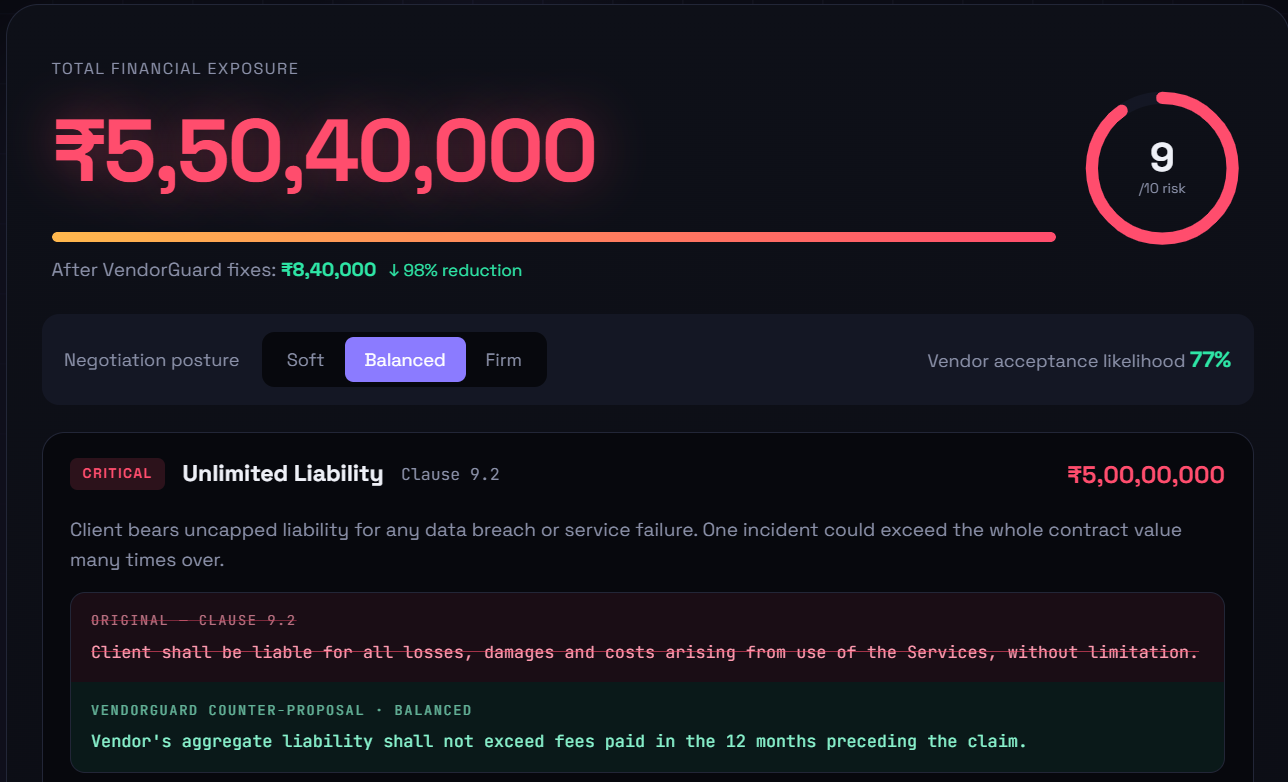 TOTAL FINANCIAL EXPOSURE
₹5,50,40,000
9
/10 risk
After VendorGuard fixes: ₹8,40,000 ↓ 98% reduction
Negotiation posture Soft Balanced Firm Vendor acceptance likelihood 77%
CRITICAL Unlimited Liability Clause 9.2 ₹5,00,00,000
Client bears uncapped liability for any data breach or service failure. One incident could exceed the whole contract value
many times over.
ORIGINAL — CLAUSE 9.2
Client shall be liable for all losses, damages and costs arising from use of the Services, without limitation.
VENDORGUARD COUNTER-PROPOSAL · BALANCED
Vendor's aggregate liability shall not exceed fees paid in the 12 months preceding the claim.